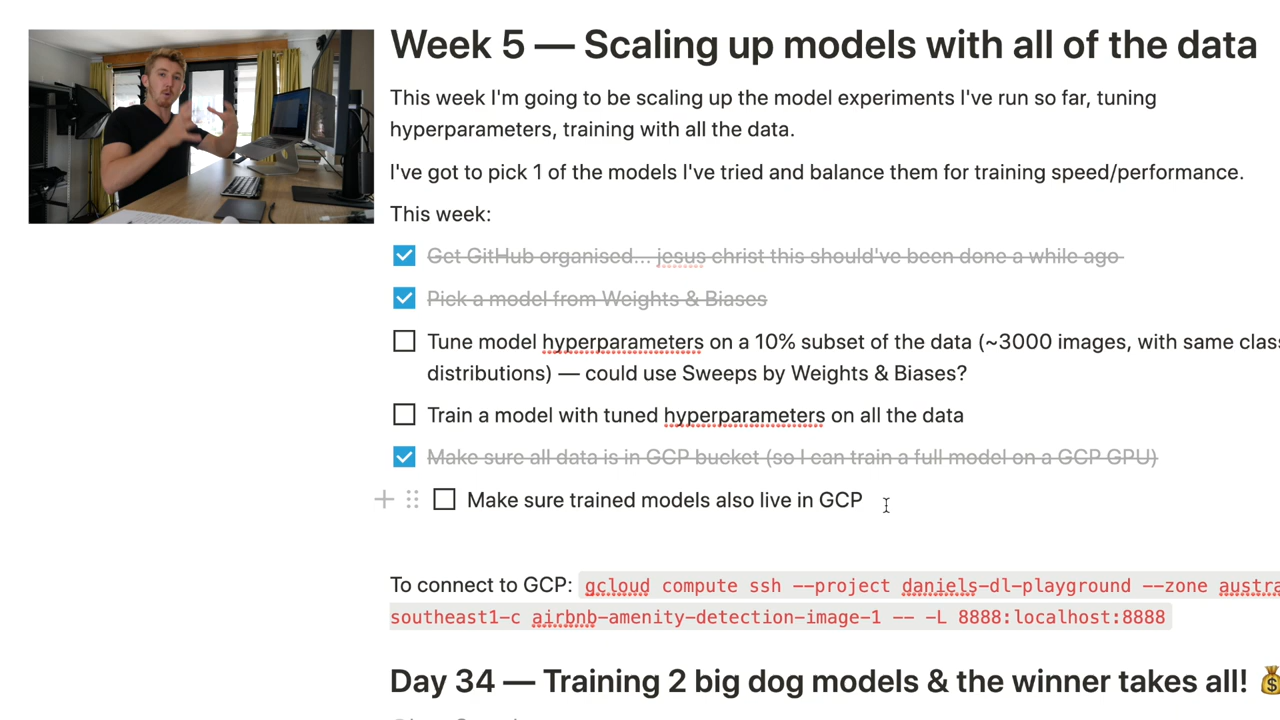 Week 5 — Scaling up models with all of the data
This week I'm going to be scaling up the model experiments I've run so far, tuning
hyperparameters, training with all the data.
I've got to pick 1 of the models I've tried and balance them for training speed/performance.
This week:
Get GitHub organised... jesus christ this should've been done a while ago
Pick a model from Weights & Biases
Tune model hyperparameters on a 10% subset of the data (~3000 images, with same clas
distributions) — could use Sweeps by Weights & Biases?
Train a model with tuned hyperparameters on all the data
Make sure all data is in GCP bucket (so I can train a full model on a GCP GPU)
Make sure trained models also live in GCP
To connect to GCP: gcloud compute ssh --project daniels-dl-playground --zone austra
southeast1-c airbnb-amenity-detection-image-1 -- -L 8888:localhost:8888
Day 34 — Training 2 big dog models & the winner takes all! 💰